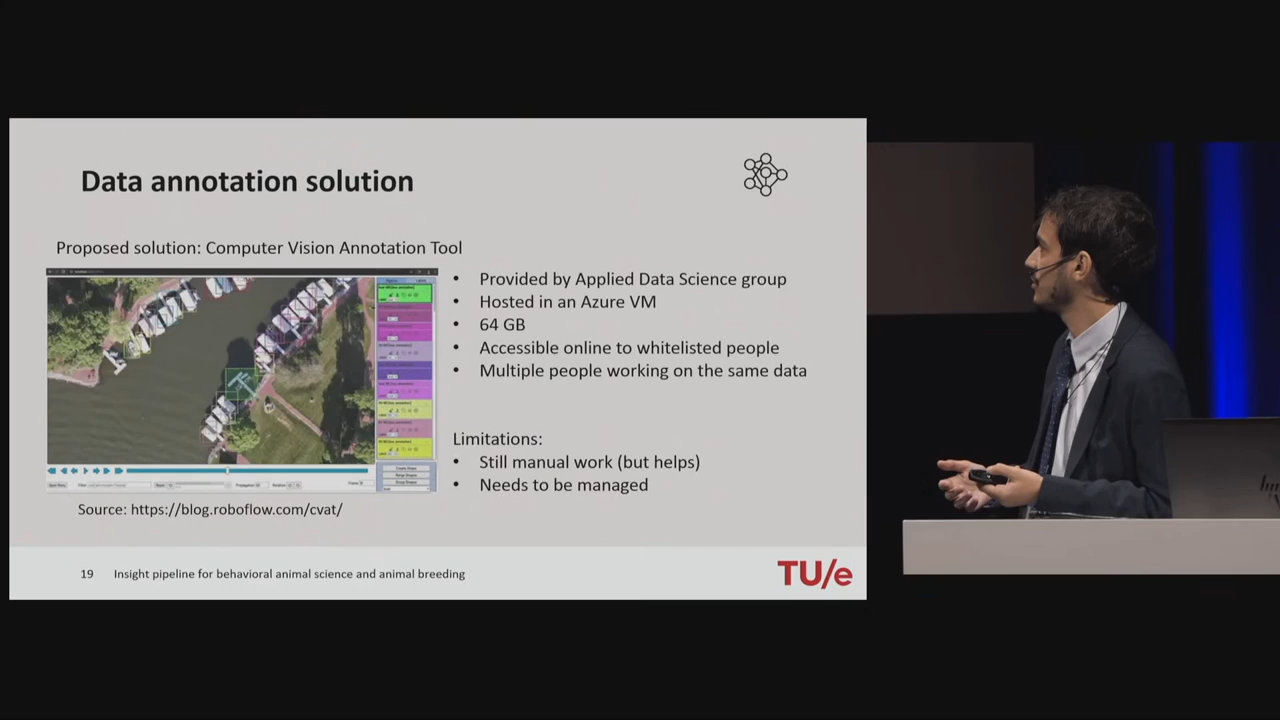 Data annotation solution
Proposed solution: Computer Vision Annotation Tool
• Provided by Applied Data Science group
• Hosted in an Azure VM
• 64 GB
• Accessible online to whitelisted people
• Multiple people working on the same data
Limitations:
• Still manual work (but helps)
• Needs to be managed
Source: https://blog.roboflow.com/cvat/
19 Insight pipeline for behavioral animal science and animal breeding
TU/e